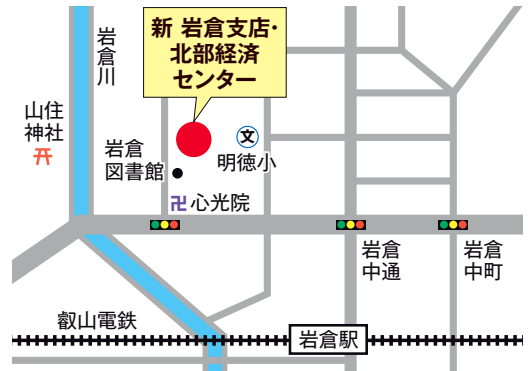 新 岩倉支店・
北部経済
センター
岩倉川
山住
神社
岩倉
図書館
文
明徳小
卍心光院
岩倉
中通
岩倉
中町
叡山電鉄
岩倉駅